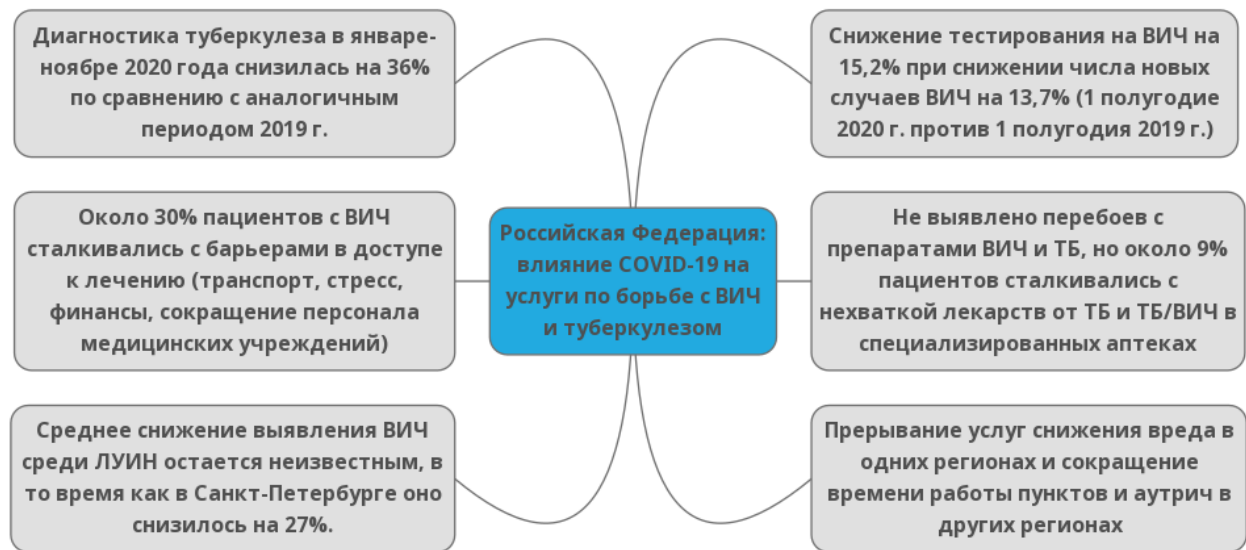 Диагностика туберкулеза в январе-
ноябре 2020 года снизилась на 36%
по сравнению с аналогичным
периодом 2019 г.
Снижение тестирования на ВИЧ на
15,2% при снижении числа новых
случаев ВИЧ на 13,7% (1 полугодие
2020 г. против 1 полугодия 2019 г.)
Около 30% пациентов с ВИЧ
сталкивались с барьерами в доступе
к лечению (транспорт, стресс,
финансы, сокращение персонала
медицинских учреждений)
Российская Федерация:
влияние COVID-19 на
услуги по борьбе с ВИЧ
и туберкулезом
Не выявлено перебоев с
препаратами ВИЧ и ТБ, но около 9%
пациентов сталкивались с
нехваткой лекарств от ТБ и ТБ/ВИЧ в
специализированных аптеках
Среднее снижение выявления ВИЧ
среди ЛУИН остается неизвестным, в
то время как в Санкт-Петербурге оно
снизилось на 27%.
Прерывание услуг снижения вреда в
одних регионах и сокращение
времени работы пунктов и аутрич в
других регионах